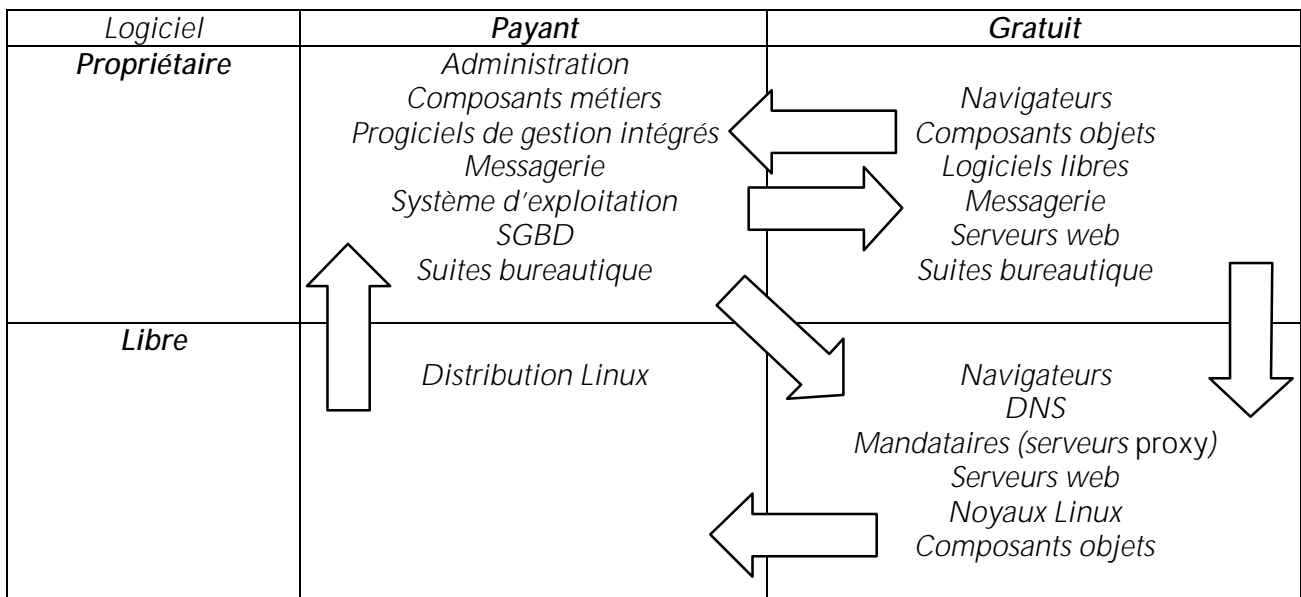 Logiciel
Payant
Gratuit
Propriétaire
Administration
Composants métiers
Progiciels de gestion intégrés
Messagerie
Système d'exploitation
SGBD
Suites bureautique
Navigateurs
Composants objets
Logiciels libres
Messagerie
Serveurs web
Suites bureautique
Libre
Distribution Linux
Navigateurs
DNS
Mandataires (serveurs proxy)
Serveurs web
Noyaux Linux
Composants objets